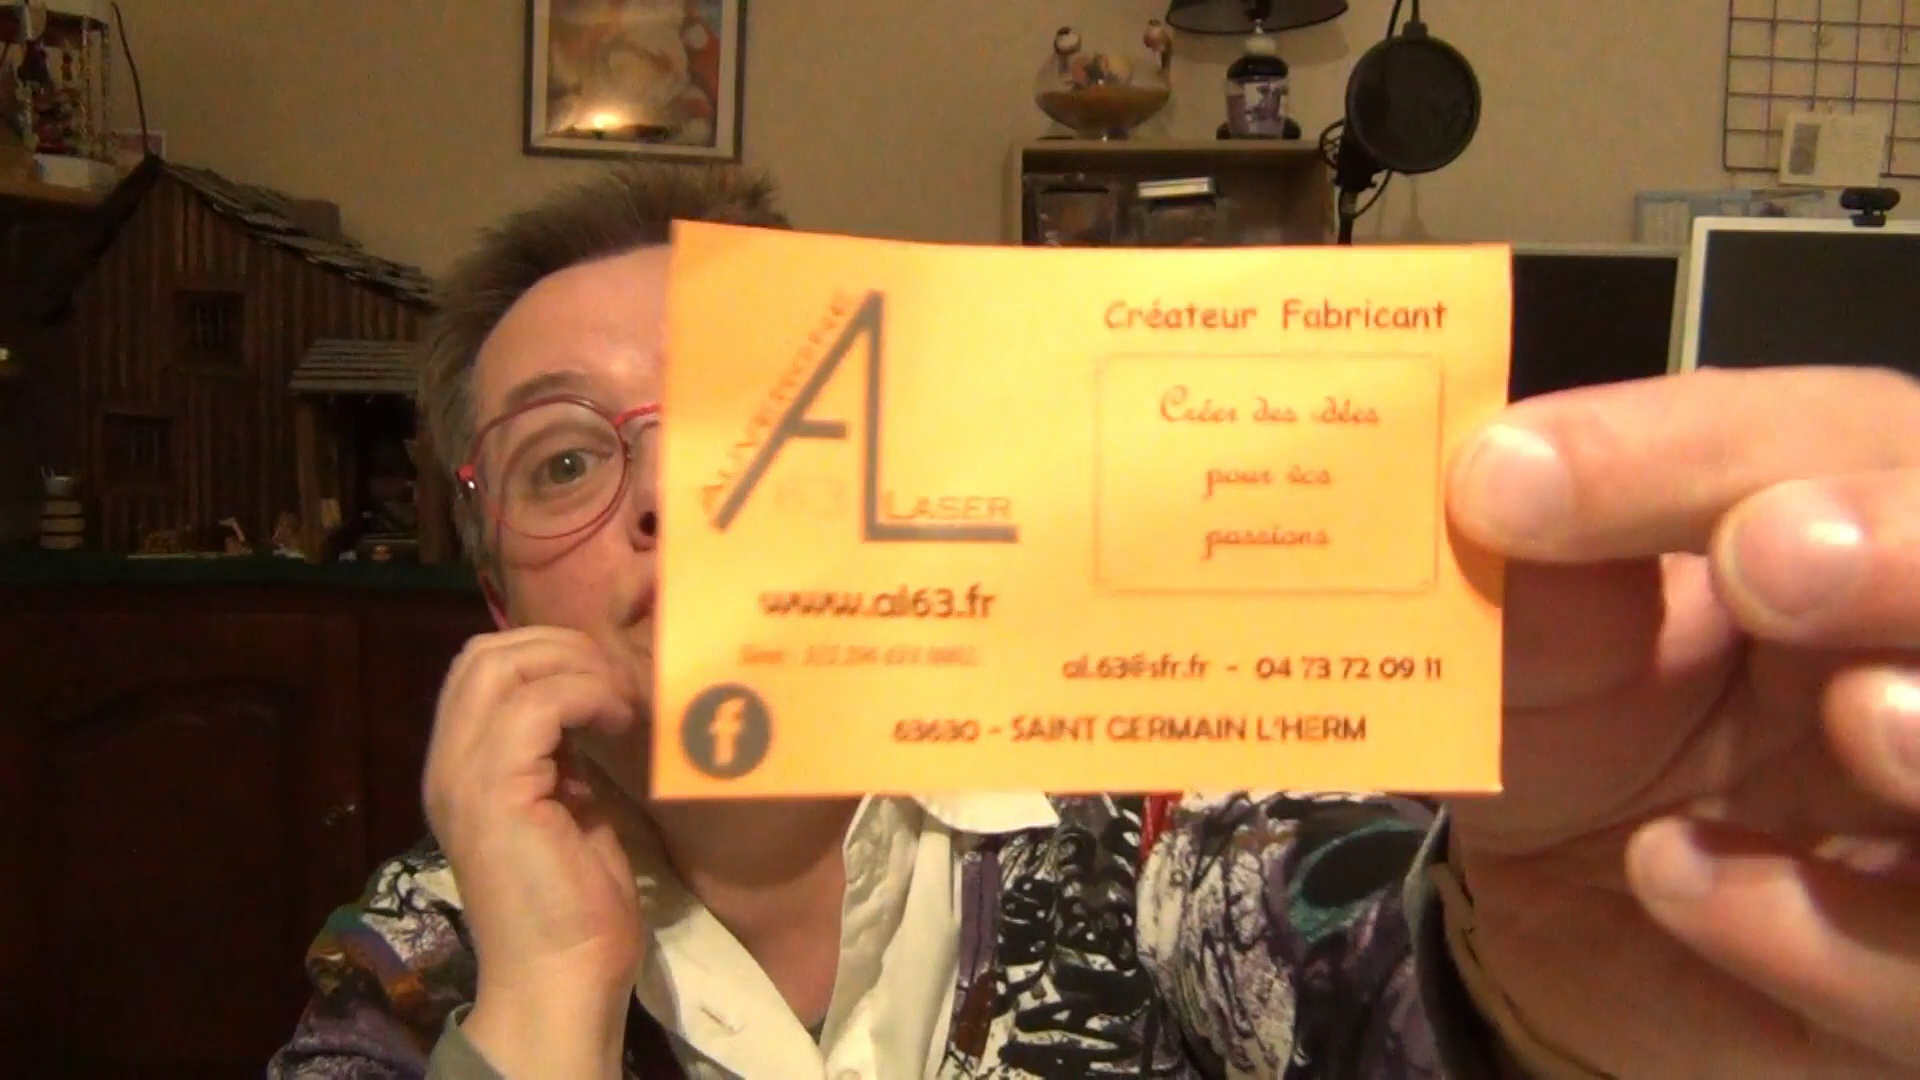 AUVERGNE
63
LASER
www.al63.fr
Créateur Fabricant
Créer des idées
pour vos
passions
al.63@sfr.fr - 04 73 72 09 11
63630 - SAINT GERMAIN L'HERM
f